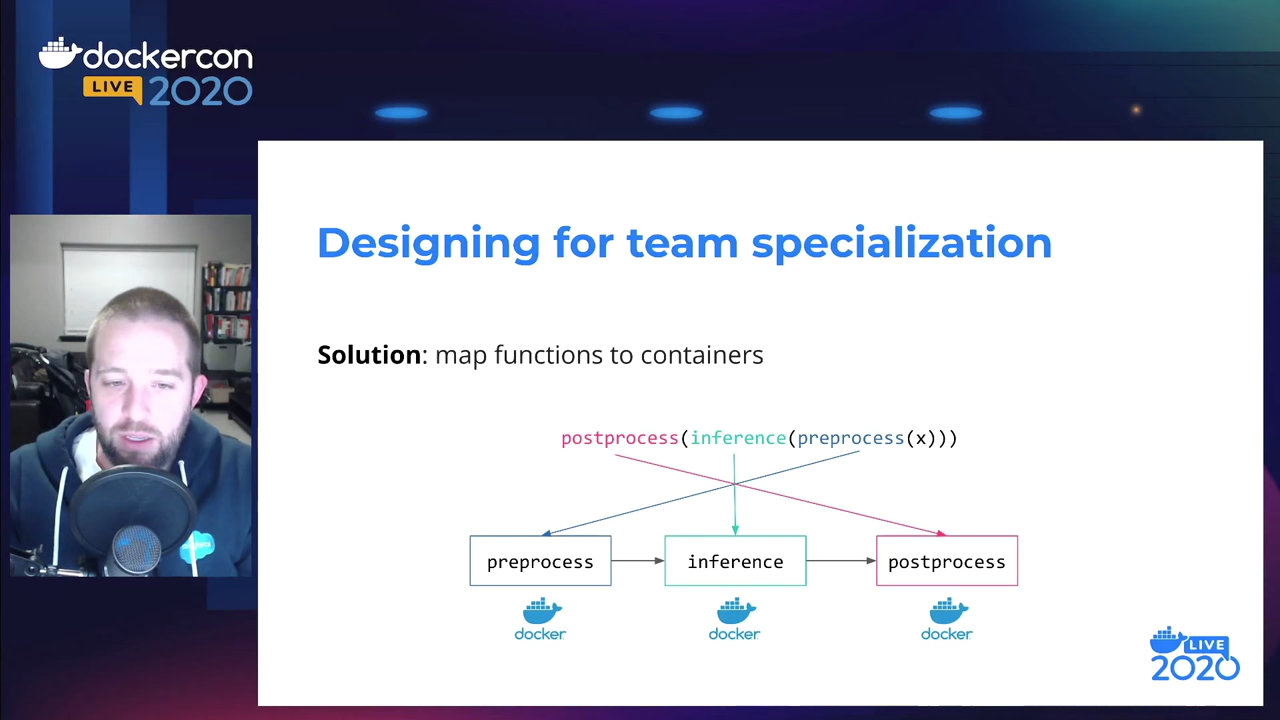 dockercon
LIVE 2020
Designing for team specialization
Solution: map functions to containers
postprocess(inference(preprocess(x)))
preprocess
inference
postprocess
docker
docker
docker
LIVE
2020